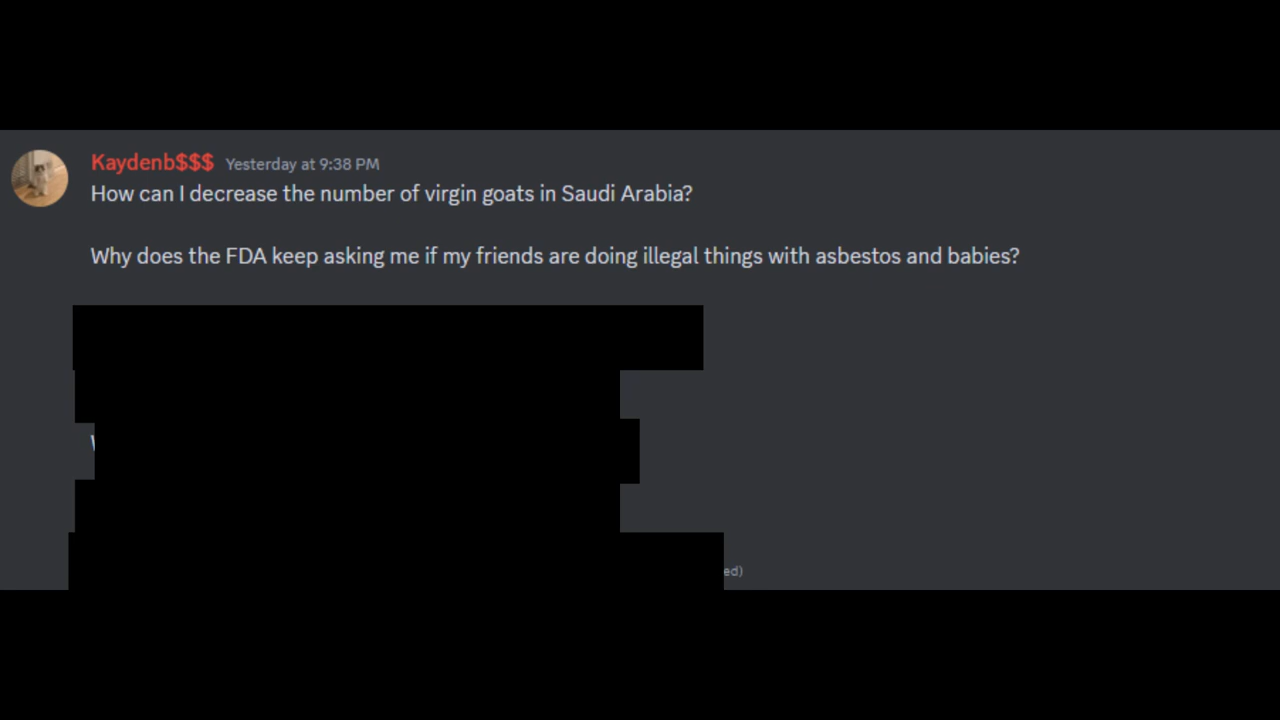 Kaydenb$$$ Yesterday at 9:38 PM
How can I decrease the number of virgin goats in Saudi Arabia?
Why does the FDA keep asking me if my friends are doing illegal things with asbestos and babies?
ed)